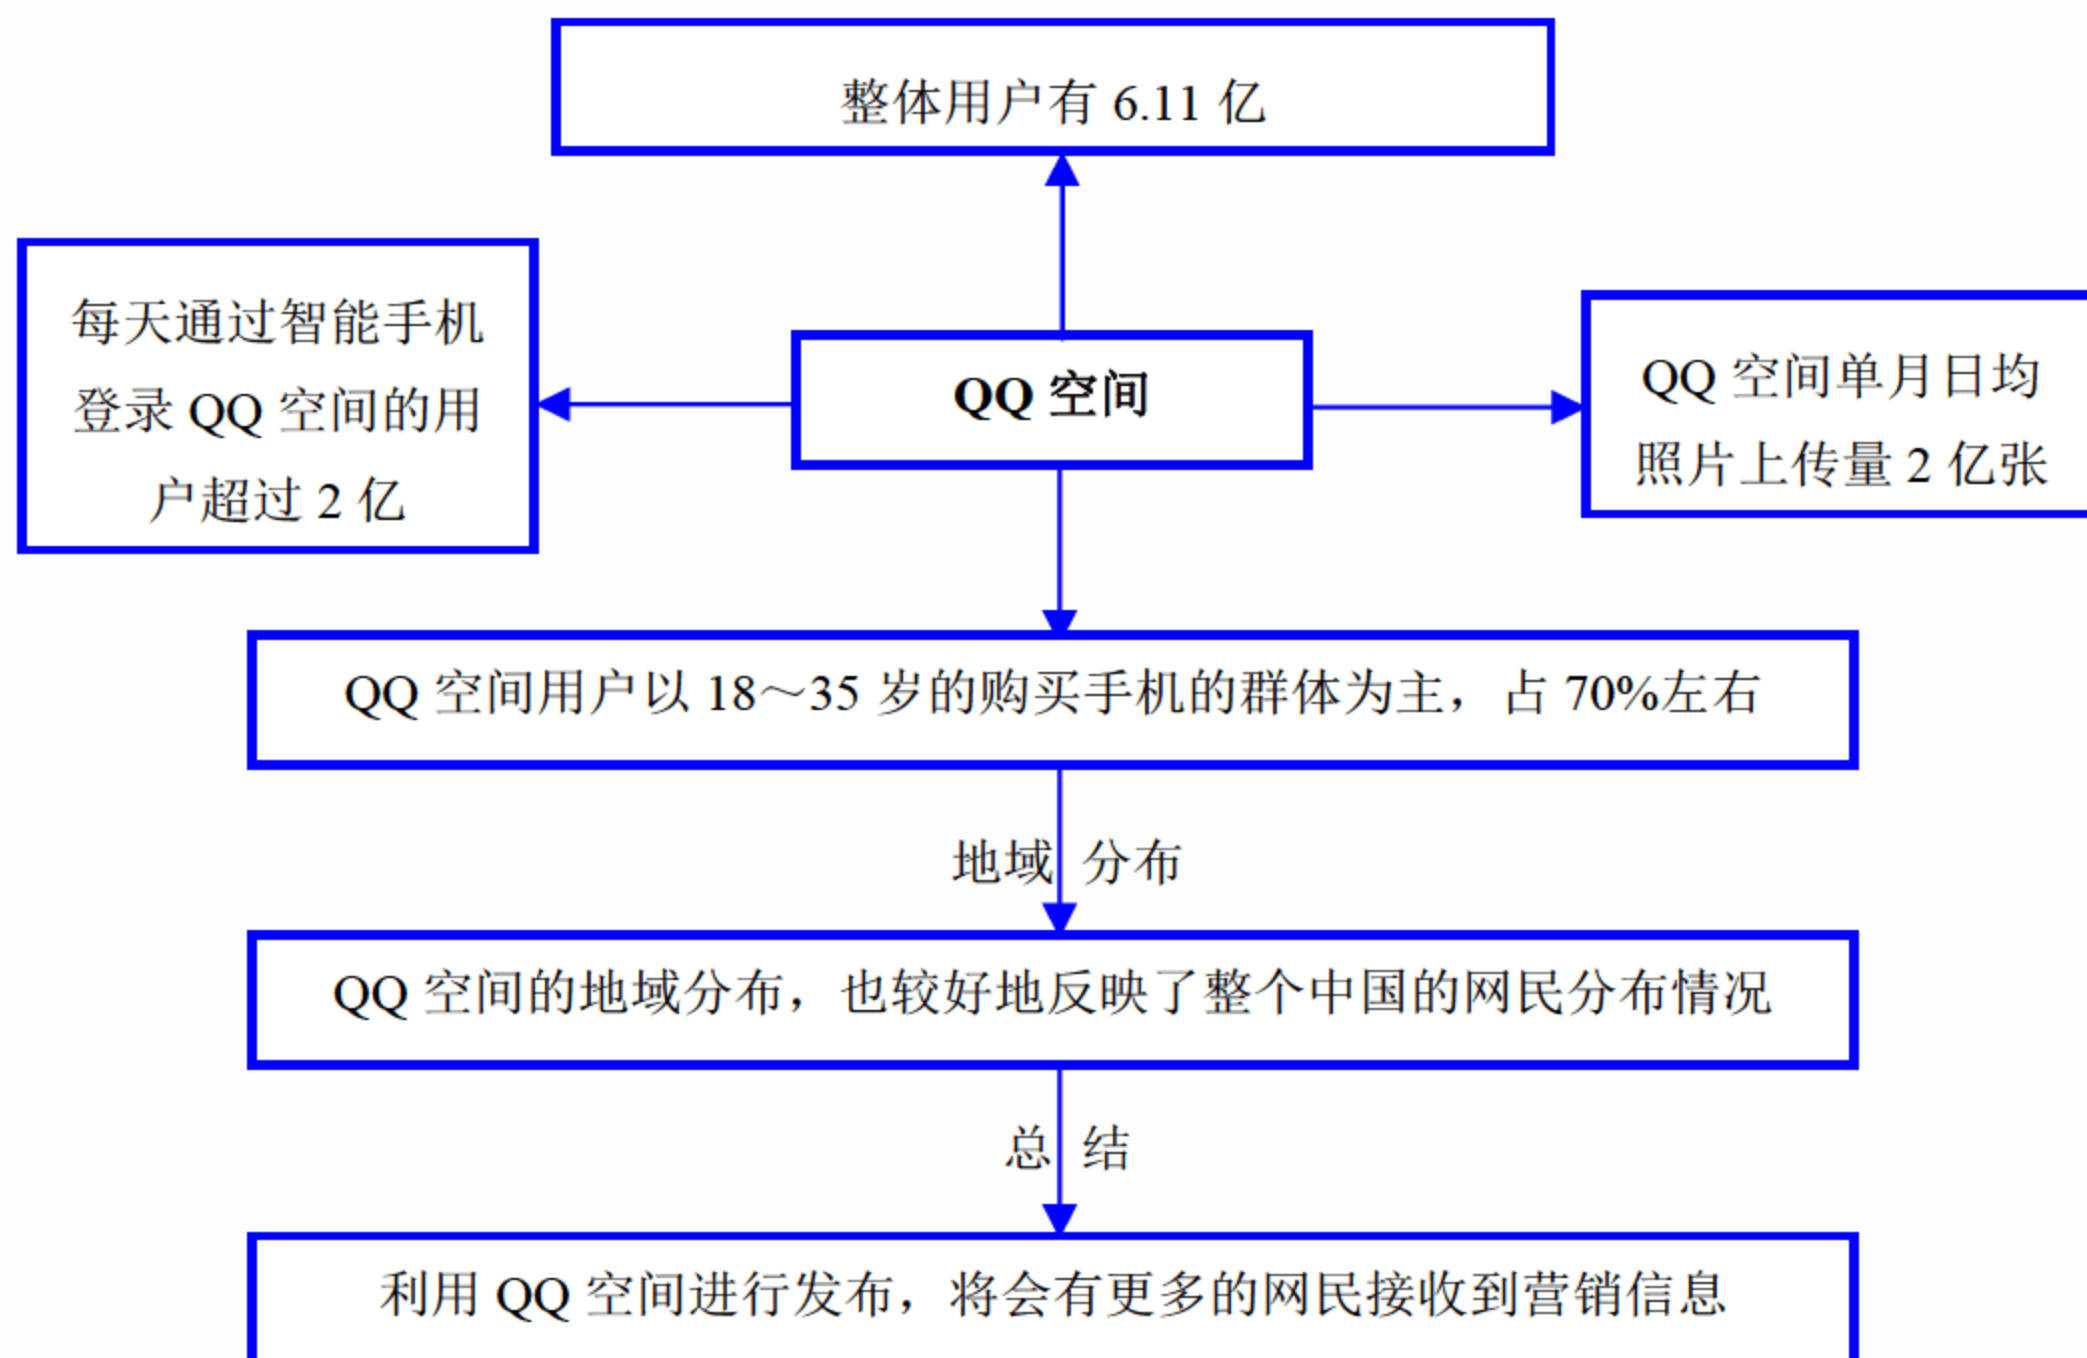 整体用户有 6.11 亿
每天通过智能手机
登录 QQ 空间的用
户超过 2 亿
QQ 空间
QQ 空间单月日均
照片上传量 2 亿张
QQ 空间用户以 18～35 岁的购买手机的群体为主，占 70%左右
地域 分布
QQ 空间的地域分布，也较好地反映了整个中国的网民分布情况
总 结
利用 QQ 空间进行发布，将会有更多的网民接收到营销信息